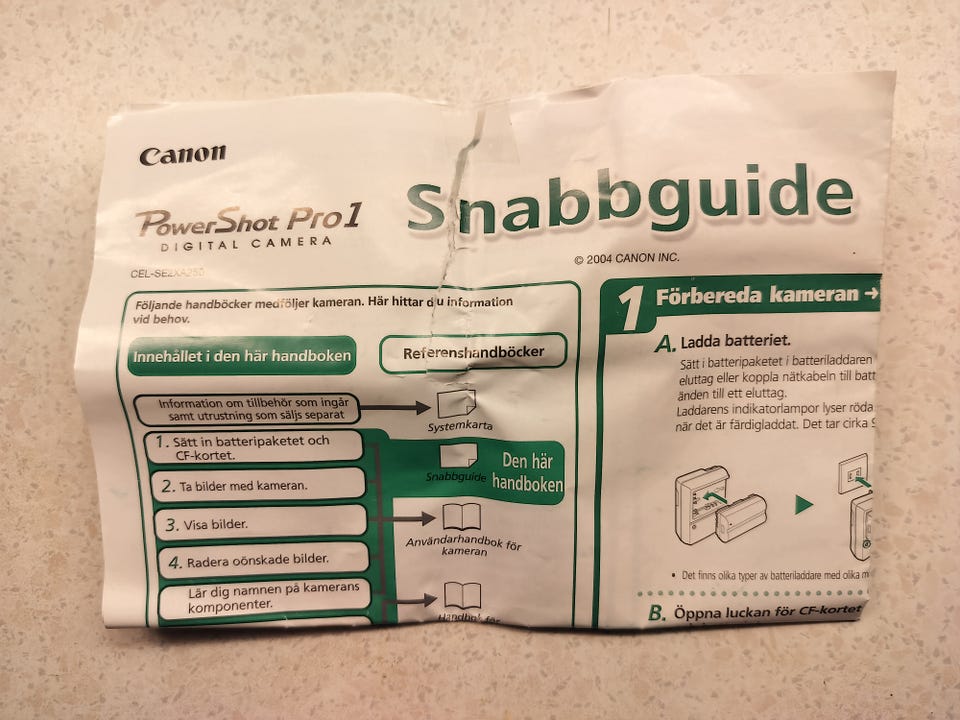 Canon
PowerShot Pro1
DIGITAL CAMERA
CEL-SE2XA250
Snabbguide
© 2004 CANON INC.
Följande handböcker medföljer kameran. Här hittar du information
vid behov.
Innehållet i den här handboken
Referenshandböcker
Information om tillbehör som ingår
samt utrustning som säljs separat
Systemkarta
1. Sätt in batteripaketet och
CF-kortet.
2. Ta bilder med kameran.
3. Visa bilder.
4. Radera oönskade bilder.
Lär dig namnen på kamerans
komponenter.
Snabbguide
Den här
handboken
Användarhandbok för
kameran
Handbok för
1 Förbereda kameran →
A. Ladda batteriet.
Sätt i batteripaketet i batteriladdaren
eluttag eller koppla nätkabeln till batt
änden till ett eluttag.
Laddarens indikatorlampor lyser röda
när det är färdigladdat. Det tar cirka
• Det finns olika typer av batteriladdare med olika m
B. Öppna luckan för CF-kortet